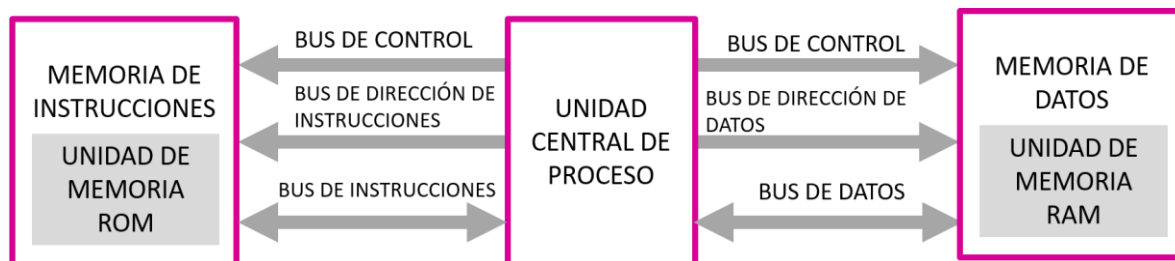 MEMORIA DE
INSTRUCCIONES
UNIDAD DE
MEMORIA
ROM
BUS DE CONTROL
BUS DE DIRECCIÓN DE
INSTRUCCIONES
BUS DE INSTRUCCIONES
UNIDAD
CENTRAL DE
PROCESO
BUS DE CONTROL
BUS DE DIRECCIÓN DE
DATOS
BUS DE DATOS
MEMORIA DE
DATOS
UNIDAD DE
MEMORIA
RAM